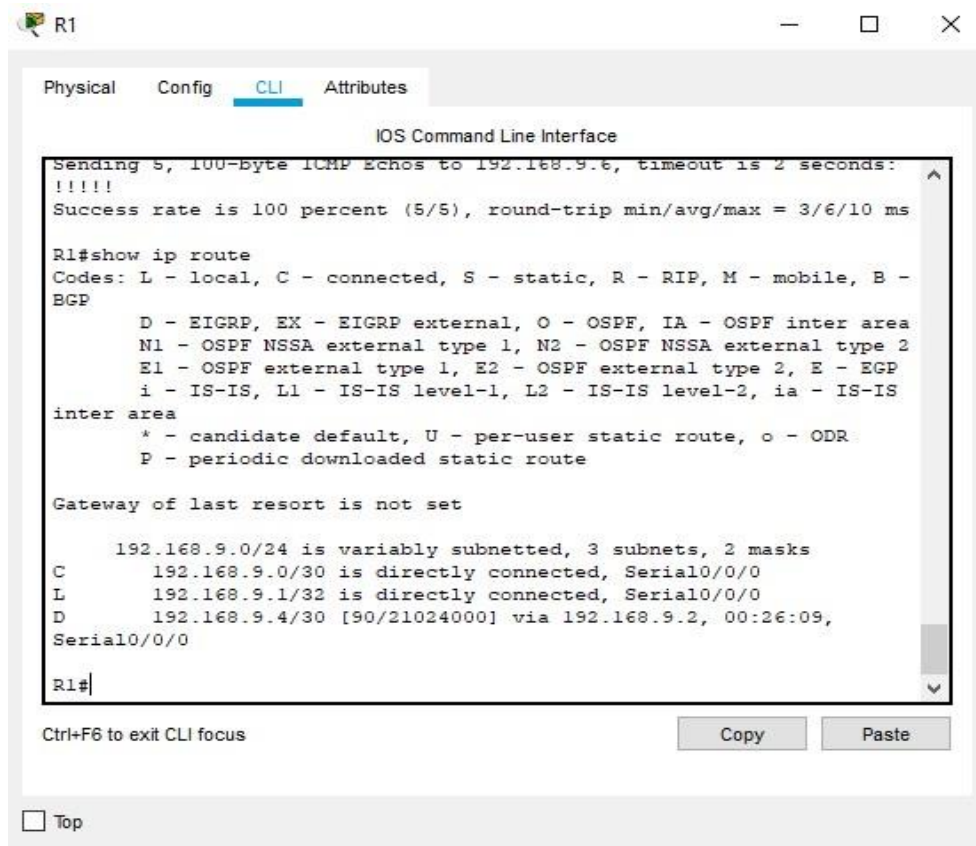 R1
Physical Config CLI Attributes
IOS Command Line Interface
Sending 5, 100-byte ICMP Echos to 192.168.9.6, timeout is 2 seconds:
!!!!!
Success rate is 100 percent (5/5), round-trip min/avg/max = 3/6/10 ms
R1#show ip route
Codes: L - local, C - connected, S - static, R - RIP, M - mobile, B -
BGP
D - EIGRP, EX - EIGRP external, O - OSPF, IA - OSPF inter area
N1 - OSPF NSSA external type 1, N2 - OSPF NSSA external type 2
E1 - OSPF external type 1, E2 - OSPF external type 2, E - EGP
i - IS-IS, L1 - IS-IS level-1, L2 - IS-IS level-2, ia - IS-IS
inter area
* - candidate default, U - per-user static route, o - ODR
P - periodic downloaded static route
Gateway of last resort is not set
192.168.9.0/24 is variably subnetted, 3 subnets, 2 masks
C 192.168.9.0/30 is directly connected, Serial0/0/0
L 192.168.9.1/32 is directly connected, Serial0/0/0
D 192.168.9.4/30 [90/21024000] via 192.168.9.2, 00:26:09,
Serial0/0/0
R1#
Ctrl+F6 to exit CLI focus
Copy Paste
Top